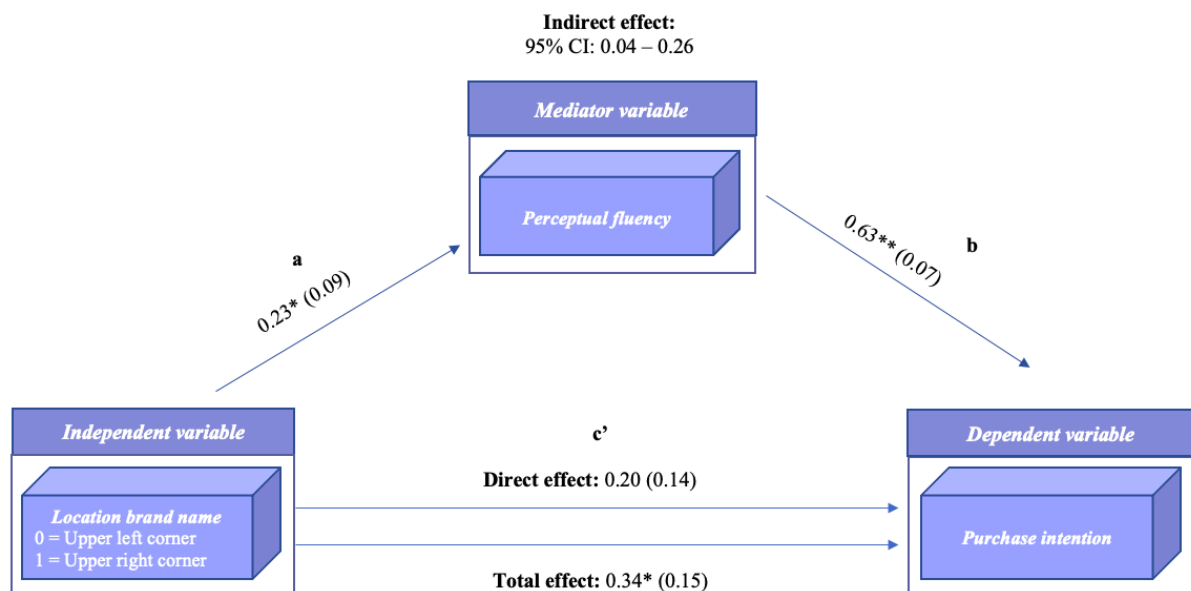 Indirect effect:
95% CI: 0.04 – 0.26
Mediator variable
Perceptual fluency
a
0.23* (0.09)
b
0.63** (0.07)
Independent variable
Location brand name
0 = Upper left corner
1 = Upper right corner
c’
Direct effect: 0.20 (0.14)
Total effect: 0.34* (0.15)
Dependent variable
Purchase intention